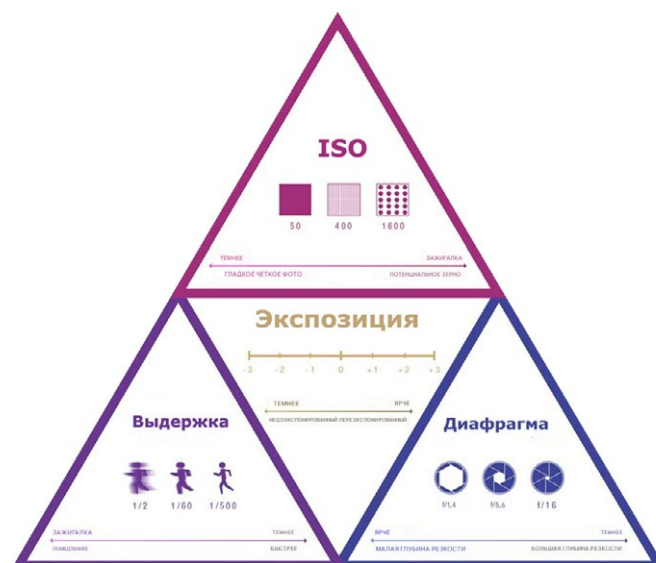 ISO
50 400 1600
ТЕМНЕЕ ЗАЖИГАЛКА
ГЛАДКОЕ ЧЕТКОЕ ФОТО ПОТЕНЦИАЛЬНОЕ ЗЕРНО
Экспозиция
-3 -2 -1 0 +1 +2 +3
ТЕМНЕЕ ЯРЧЕ
НЕДОЭКСПОНИРОВАННЫЙ ПЕРЕЭКСПОНИРОВАННЫЙ
Выдержка
1/2 1/60 1/500
ЗАЖИГАЛКА ТЕМНЕЕ
ПОМЕДЛЕННЕЕ БЫСТРЕЕ
Диафрагма
f/1,4 f/5,6 f/16
ЯРЧЕ ТЕМНЕЕ
МАЛАЯ ГЛУБИНА РЕЗКОСТИ БОЛЬШАЯ ГЛУБИНА РЕЗКОСТИ